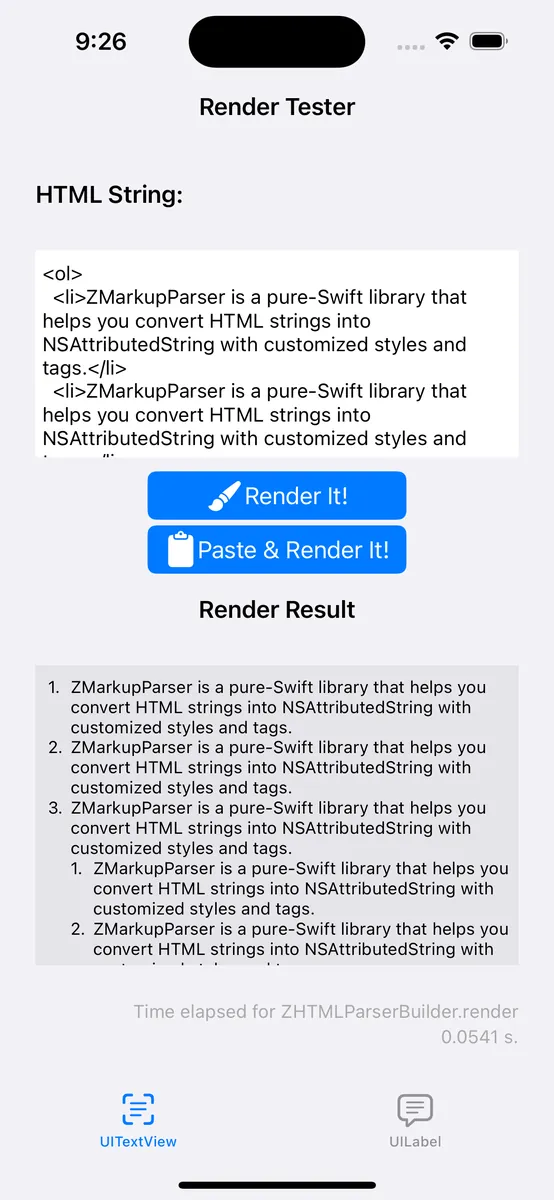 9:26
Render Tester
HTML String:
<ol>
<li>ZMarkupParser is a pure-Swift library that
helps you convert HTML strings into
NSAttributedString with customized styles and
tags.</li>
<li>ZMarkupParser is a pure-Swift library that
helps you convert HTML strings into
NSAttributedString with customized styles and
Render It!
Paste & Render It!
Render Result
1. ZMarkupParser is a pure-Swift library that helps you
convert HTML strings into NSAttributedString with
customized styles and tags.
2. ZMarkupParser is a pure-Swift library that helps you
convert HTML strings into NSAttributedString with
customized styles and tags.
3. ZMarkupParser is a pure-Swift library that helps you
convert HTML strings into NSAttributedString with
customized styles and tags.
1. ZMarkupParser is a pure-Swift library that helps you
convert HTML strings into NSAttributedString with
customized styles and tags.
2. ZMarkupParser is a pure-Swift library that helps you
convert HTML strings into NSAttributedString with
Time elapsed for ZHTMLParserBuilder.render
0.0541 s.
UITextView
UILabel